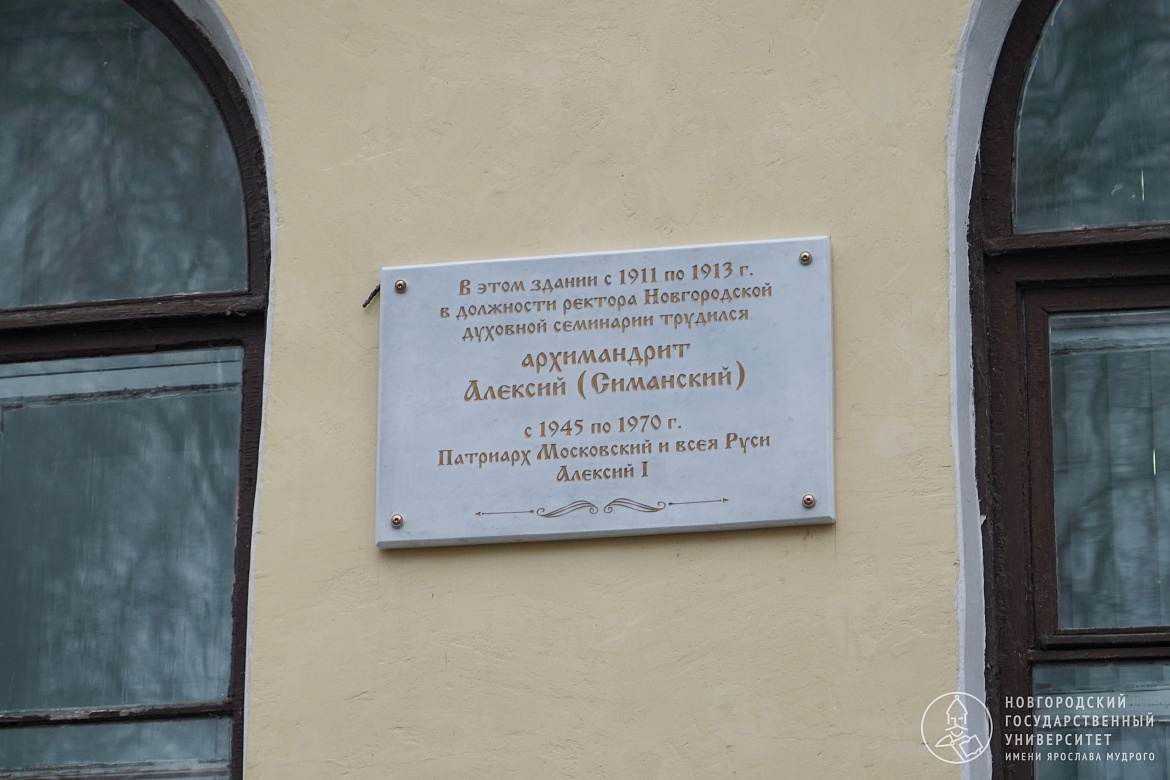 В этом здании с 1911 по 1913 г.
в должности ректора Новгородской
духовной семинарии трудился
архимандрит
Алексий (Симанский)
с 1945 по 1970 г.
Патриарх Московский и всея Руси
Алексий I
НОВГОРОДСКИЙ
ГОСУДАРСТВЕННЫЙ
УНИВЕРСИТЕТ
ИМЕНИ ЯРОСЛАВА МУДРОГО